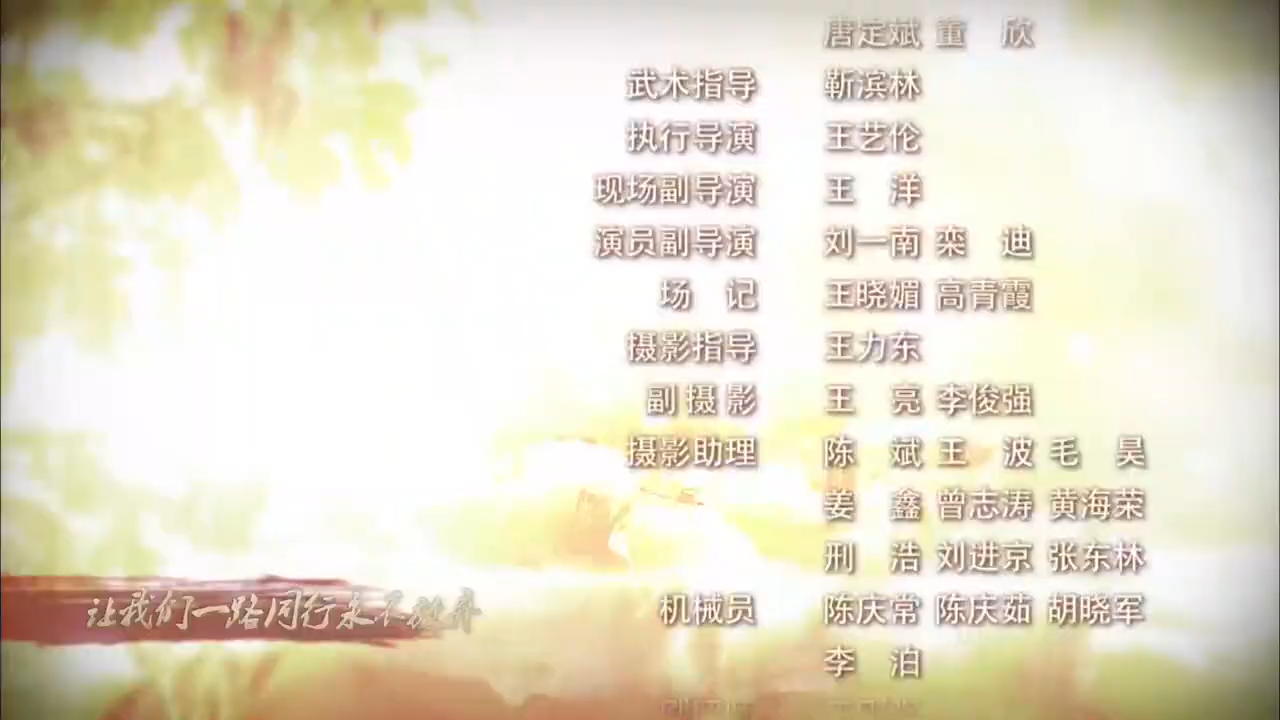 唐定斌 董 欣
武术指导 靳滨林
执行导演 王艺伦
现场副导演 王 洋
演员副导演 刘一南 栾 迪
场 记 王晓媚 高青霞
摄影指导 王力东
副 摄 影 王 亮 李俊强
摄影助理 陈 斌 王 波 毛 昊
姜 鑫 曾志涛 黄海荣
刑 浩 刘进京 张东林
机械员 陈庆常 陈庆茹 胡晓军
李 泊
让我们一路同行永不放弃